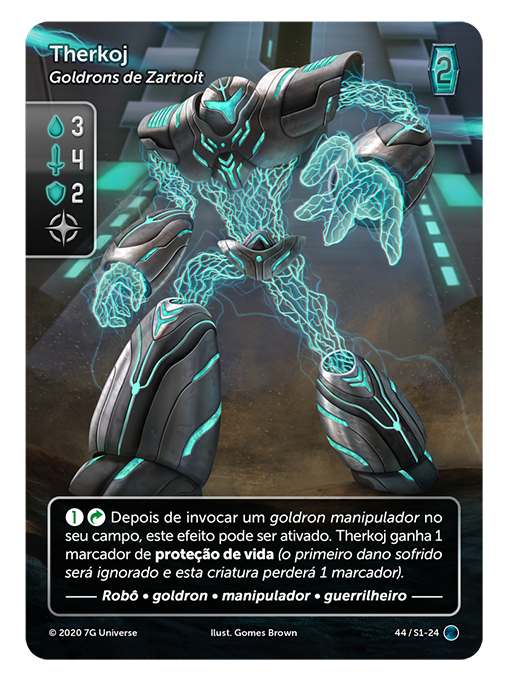 Therkoj
Goldrons de Zartroit
2
3
4
2
1 Depois de invocar um goldron manipulador no
seu campo, este efeito pode ser ativado. Therkoj ganha 1
marcador de proteção de vida (o primeiro dano sofrido
será ignorado e esta criatura perderá 1 marcador).
Robô • goldron • manipulador • guerrilheiro
© 2020 7G Universe
Ilust. Gomes Brown
44 / S1-24